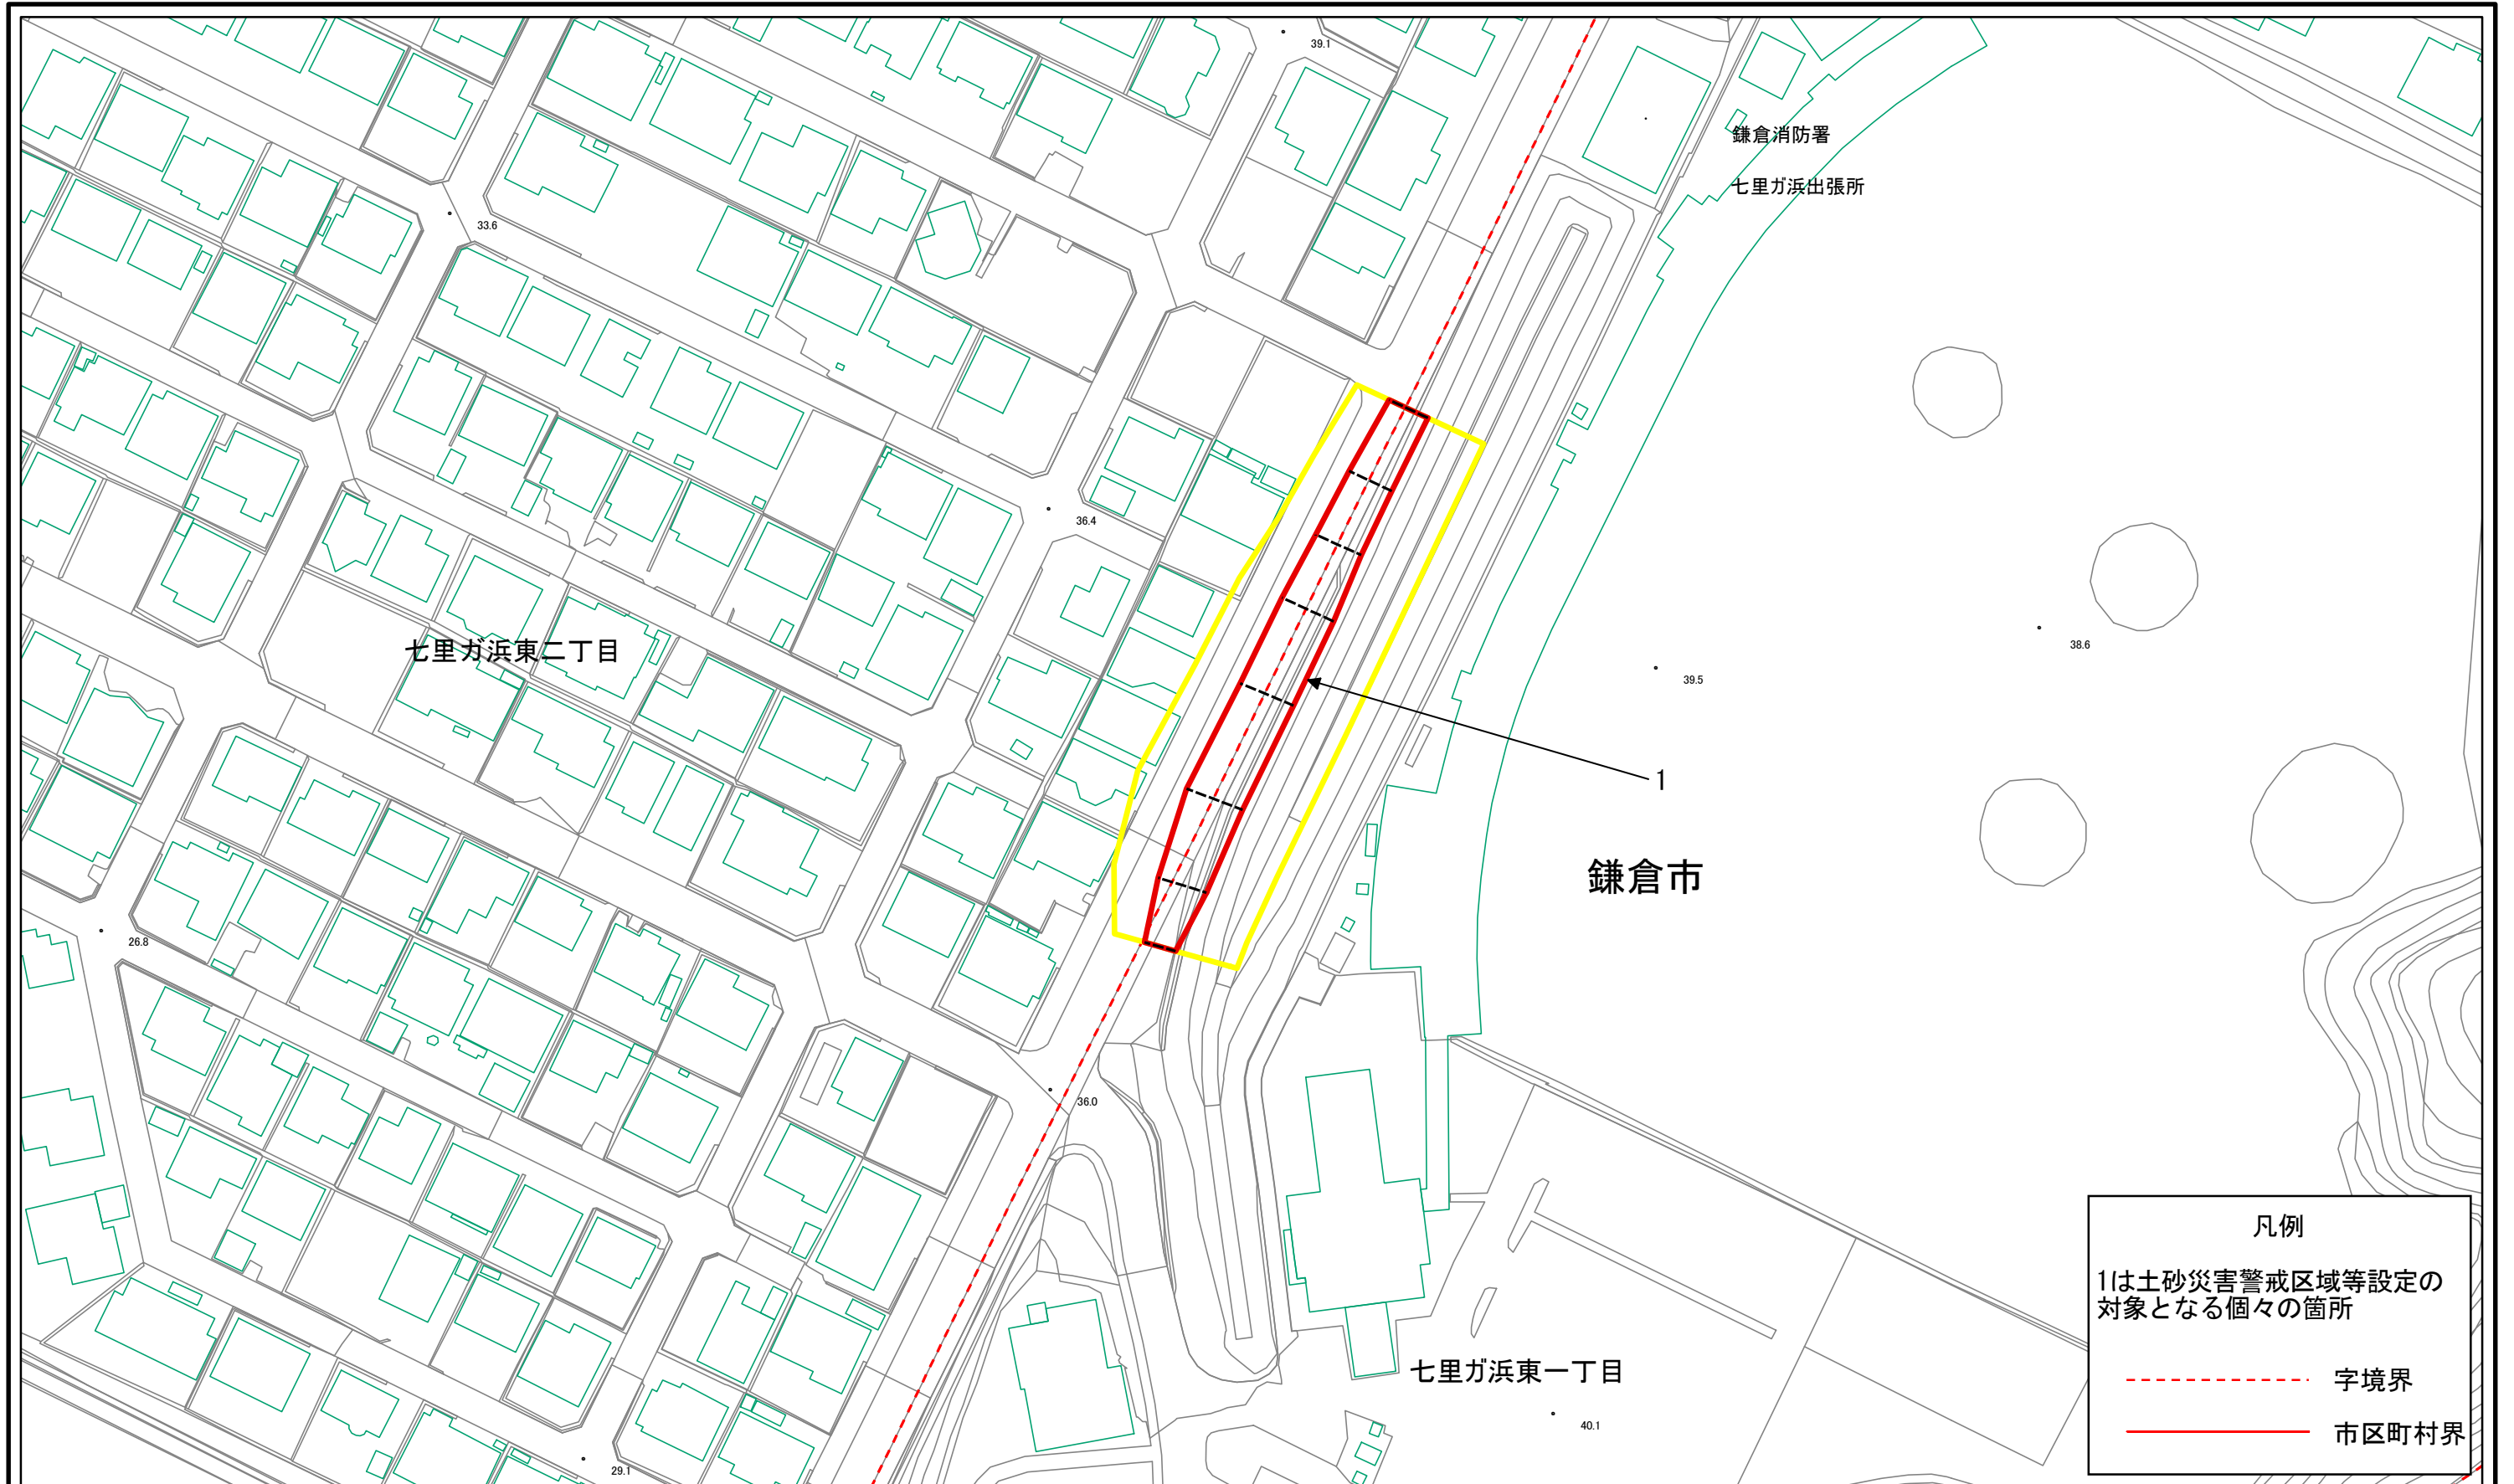 39.1
鎌倉消防署
七里ガ浜出張所
33.6
36.4
七里ガ浜東二丁目
38.6
39.5
1
鎌倉市
26.8
36.0
七里ガ浜東一丁目
40.1
29.1
凡例
1は土砂災害警戒区域等設定の
対象となる個々の箇所
字境界
市区町村界